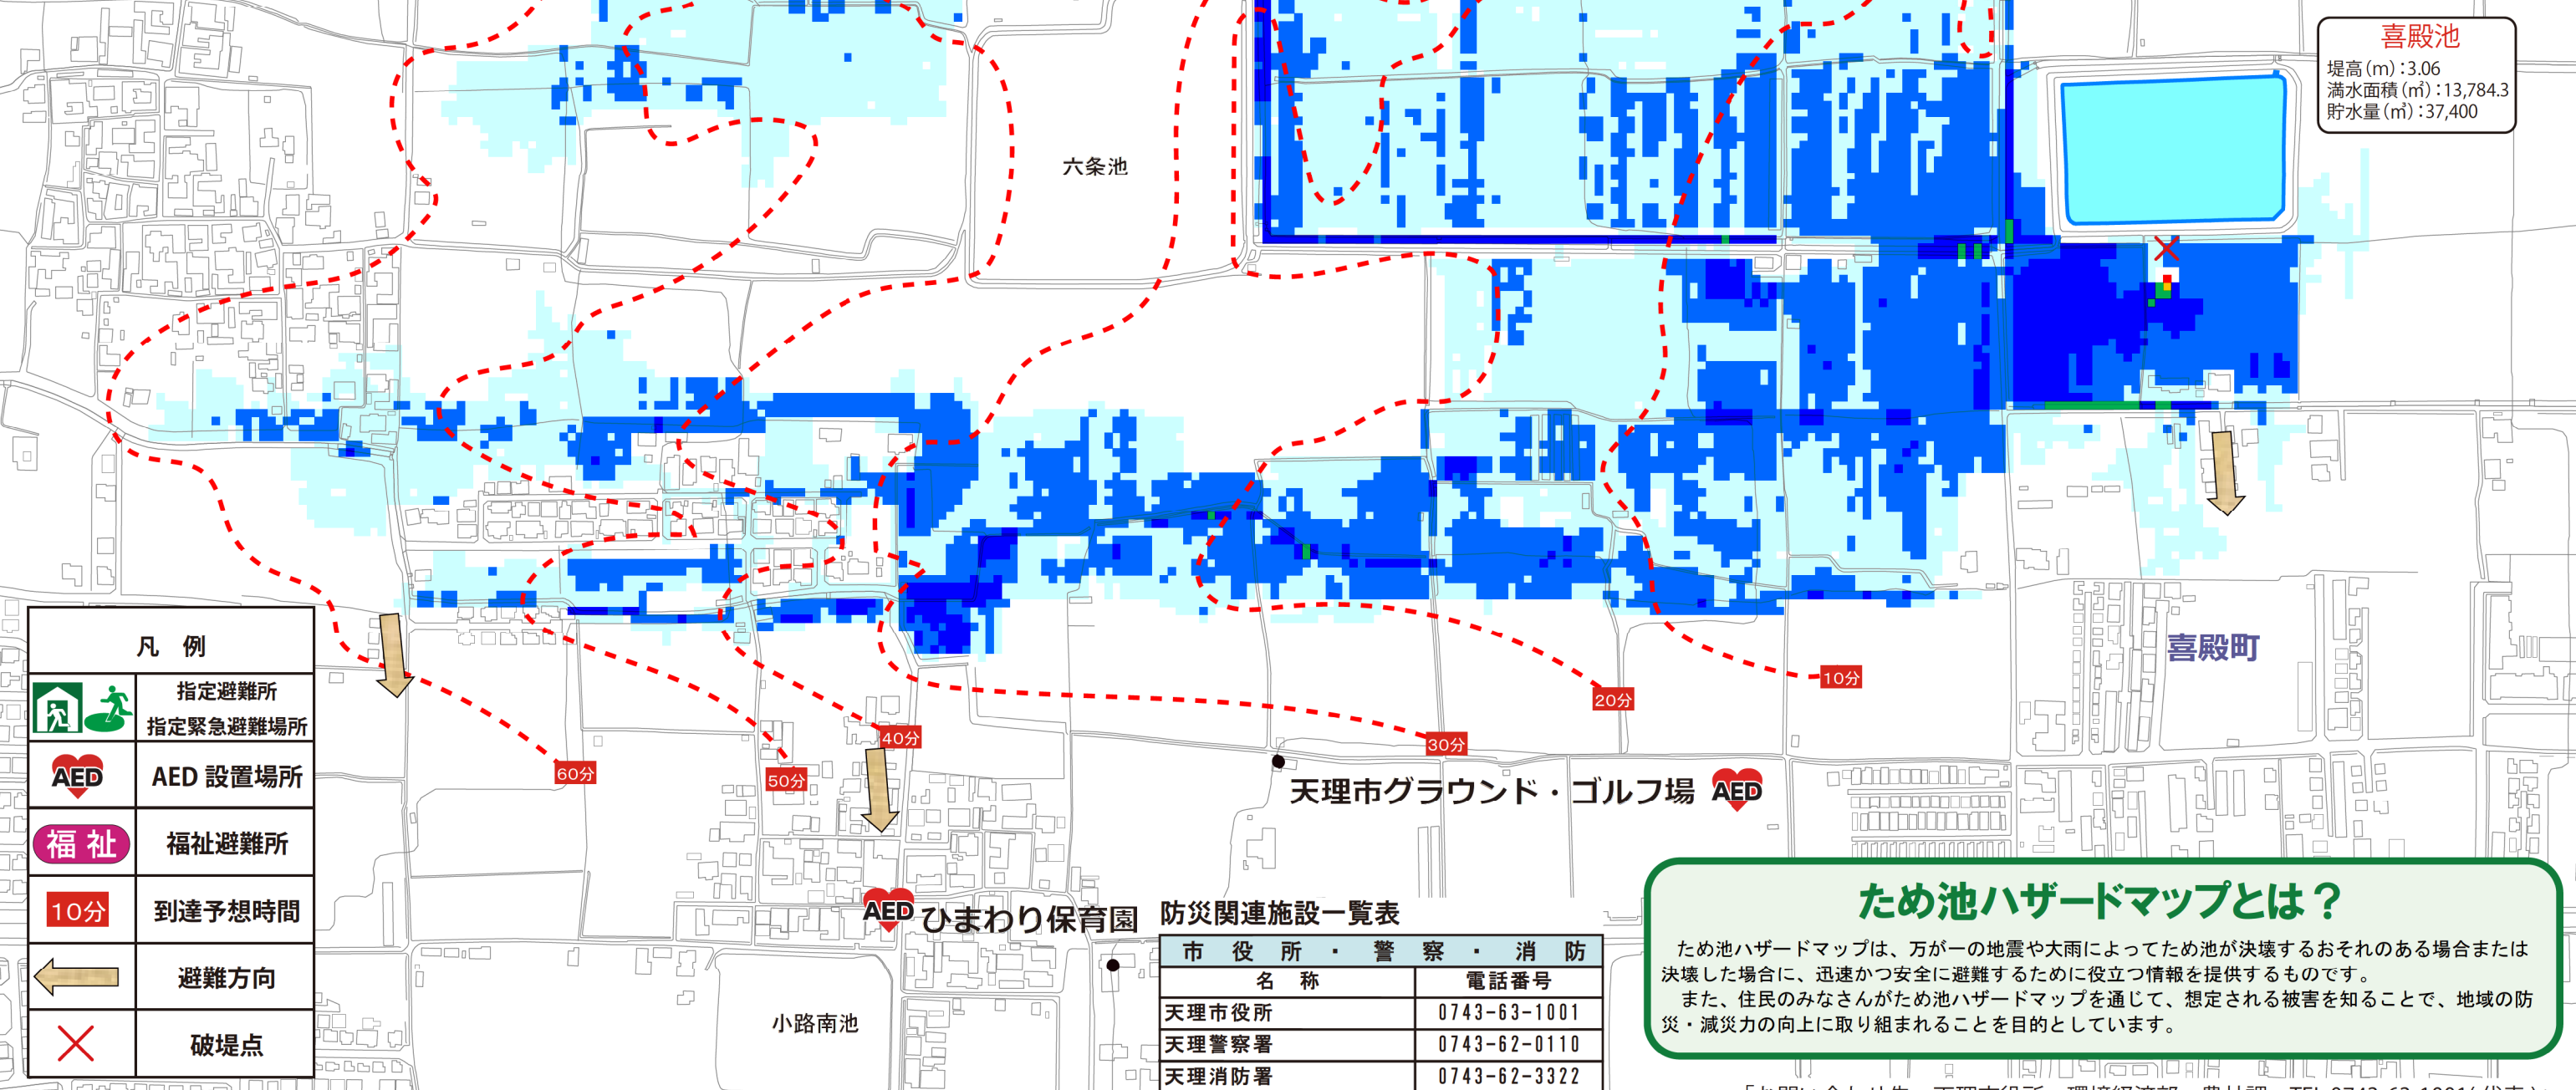 喜殿池
堤高(m):3.06
満水面積(㎡):13,784.3
貯水量(㎥):37,400
六条池
喜殿町
10分
20分
30分
40分
50分
60分
天理市グラウンド・ゴルフ場 AED
AED ひまわり保育園
小路南池
凡 例
指定避難所
指定緊急避難場所
AED AED 設置場所
福祉 福祉避難所
10分 到達予想時間
避難方向
破堤点
防災関連施設一覧表
市 役 所 ・ 警 察 ・ 消 防
名 称 電話番号
天理市役所 0743-63-1001
天理警察署 0743-62-0110
天理消防署 0743-62-3322
ため池ハザードマップとは?
ため池ハザードマップは、万が一の地震や大雨によってため池が決壊するおそれのある場合または
決壊した場合に、迅速かつ安全に避難するために役立つ情報を提供するものです。
また、住民のみなさんがため池ハザードマップを通じて、想定される被害を知ることで、地域の防
災・減災力の向上に取り組まれることを目的としています。